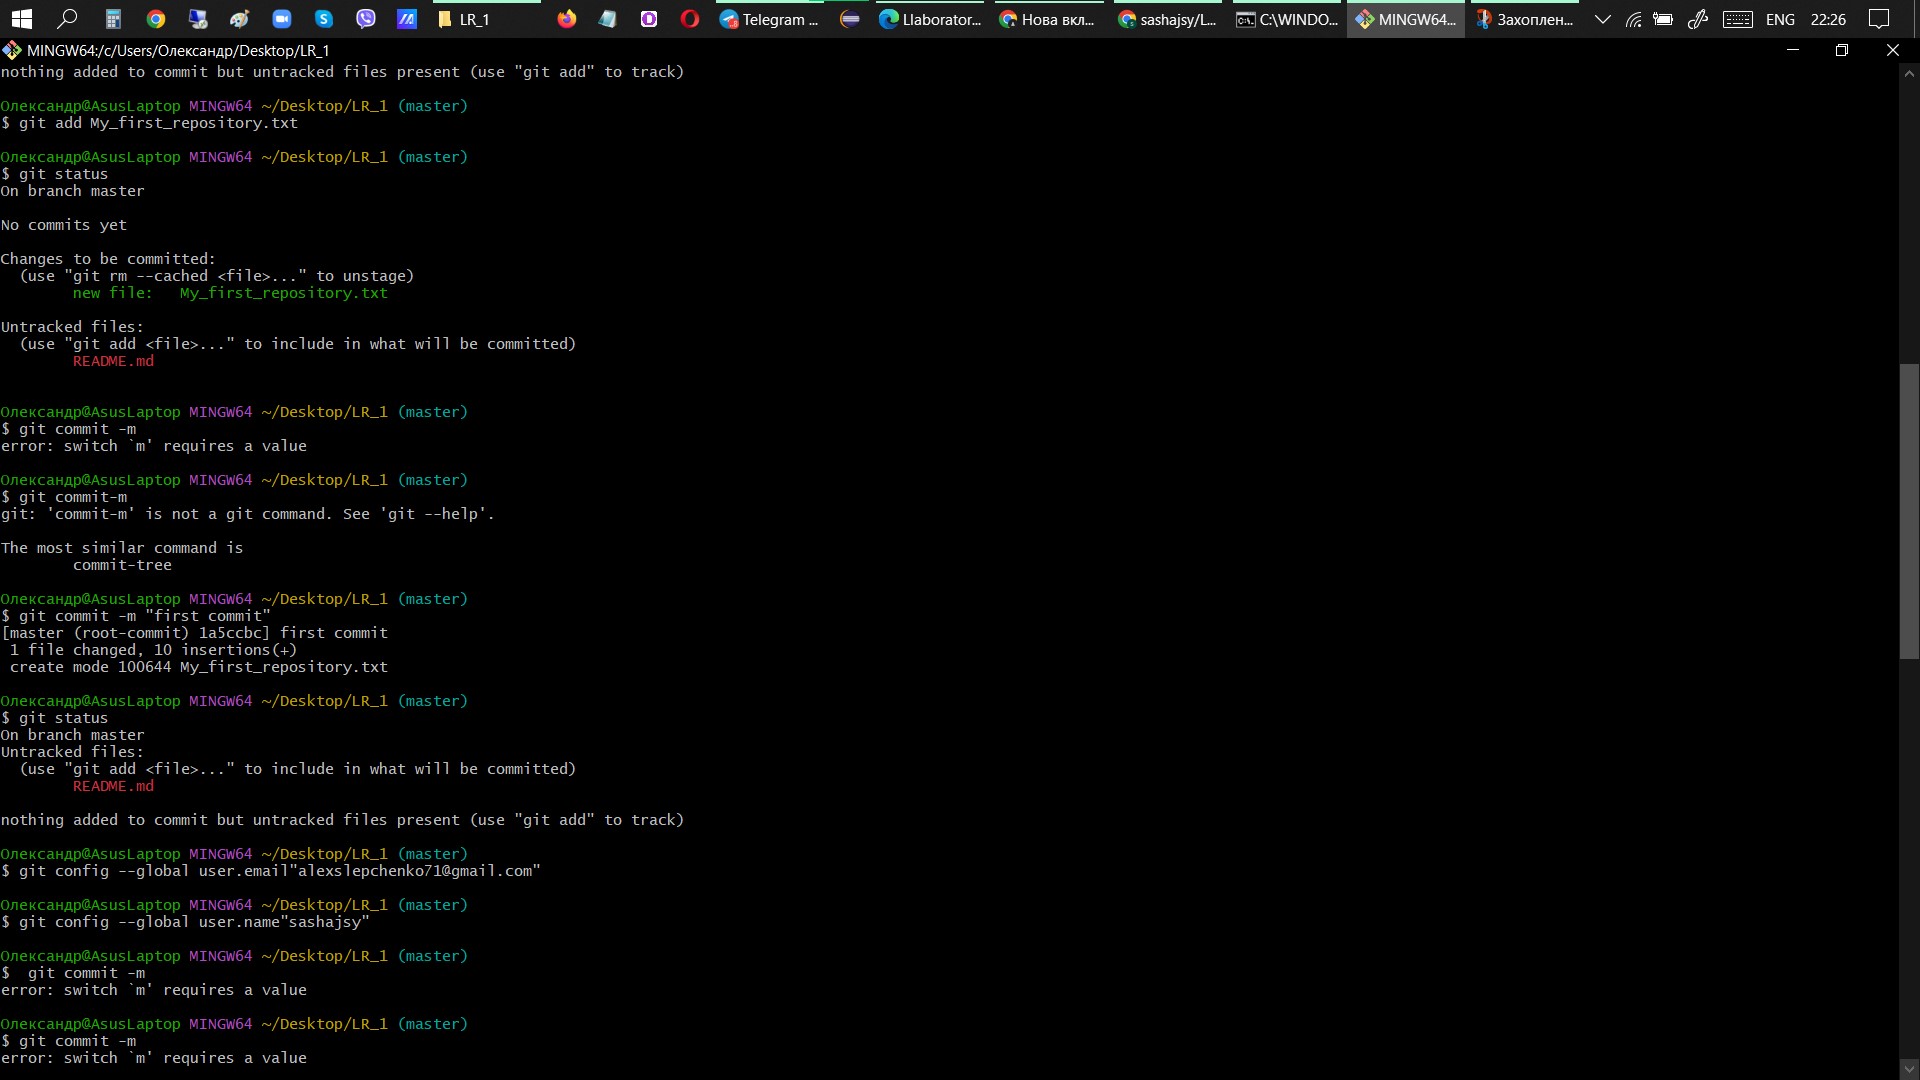 LR_1
Telegram ...
Llaborator...
Нова вкл...
sashajsy/L...
C:\WINDO...
MINGW64...
Захоплен...
ENG
22:26
MINGW64:/c/Users/Олександр/Desktop/LR_1
nothing added to commit but untracked files present (use "git add" to track)
Олександр@AsusLaptop MINGW64 ~/Desktop/LR_1 (master)
$ git add My_first_repository.txt
Олександр@AsusLaptop MINGW64 ~/Desktop/LR_1 (master)
$ git status
On branch master
No commits yet
Changes to be committed:
  (use "git rm --cached <file>..." to unstage)
        new file:   My_first_repository.txt
Untracked files:
  (use "git add <file>..." to include in what will be committed)
        README.md
Олександр@AsusLaptop MINGW64 ~/Desktop/LR_1 (master)
$ git commit -m
error: switch `m' requires a value
Олександр@AsusLaptop MINGW64 ~/Desktop/LR_1 (master)
$ git commit-m
git: 'commit-m' is not a git command. See 'git --help'.
The most similar command is
        commit-tree
Олександр@AsusLaptop MINGW64 ~/Desktop/LR_1 (master)
$ git commit -m "first commit"
[master (root-commit) 1a5ccbc] first commit
 1 file changed, 10 insertions(+)
 create mode 100644 My_first_repository.txt
Олександр@AsusLaptop MINGW64 ~/Desktop/LR_1 (master)
$ git status
On branch master
Untracked files:
  (use "git add <file>..." to include in what will be committed)
        README.md
nothing added to commit but untracked files present (use "git add" to track)
Олександр@AsusLaptop MINGW64 ~/Desktop/LR_1 (master)
$ git config --global user.email"alexslepchenko71@gmail.com"
Олександр@AsusLaptop MINGW64 ~/Desktop/LR_1 (master)
$ git config --global user.name"sashajsy"
Олександр@AsusLaptop MINGW64 ~/Desktop/LR_1 (master)
$  git commit -m
error: switch `m' requires a value
Олександр@AsusLaptop MINGW64 ~/Desktop/LR_1 (master)
$ git commit -m
error: switch `m' requires a value